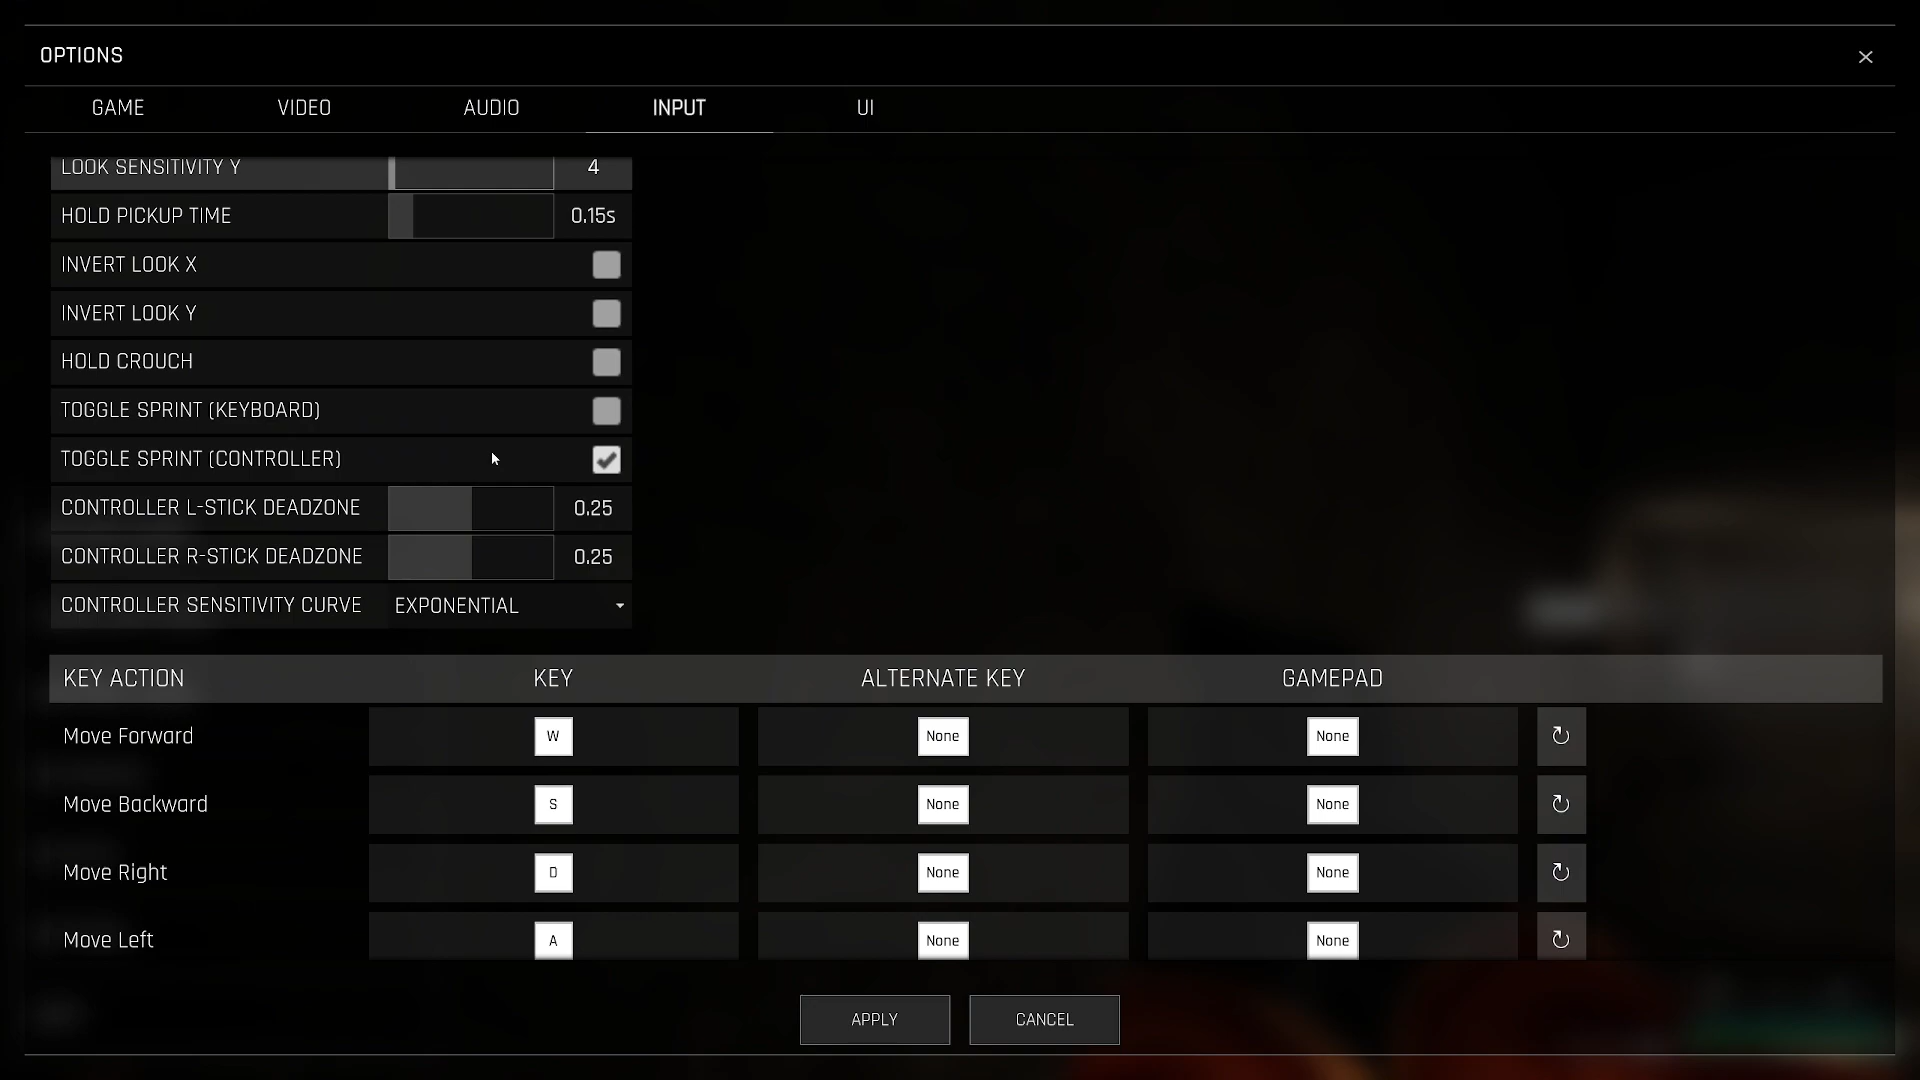 OPTIONS
GAME VIDEO AUDIO INPUT UI
LOOK SENSITIVITY Y 4
HOLD PICKUP TIME 0.15s
INVERT LOOK X
INVERT LOOK Y
HOLD CROUCH
TOGGLE SPRINT (KEYBOARD)
TOGGLE SPRINT (CONTROLLER)
CONTROLLER L-STICK DEADZONE 0.25
CONTROLLER R-STICK DEADZONE 0.25
CONTROLLER SENSITIVITY CURVE EXPONENTIAL
KEY ACTION KEY ALTERNATE KEY GAMEPAD
Move Forward W None None
Move Backward S None None
Move Right D None None
Move Left A None None
APPLY CANCEL